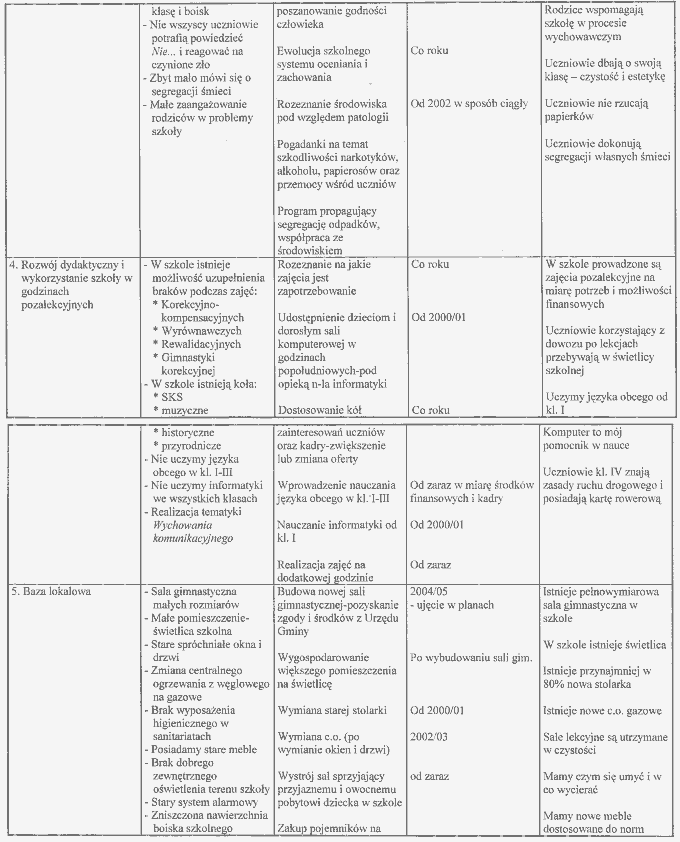 klasę i boisk
- Nie wszyscy uczniowie
potrafią powiedzieć
Nie... i reagować na
czynione zło
- Zbyt mało mówi się o
segregacji śmieci
- Małe zaangażowanie
rodziców w problemy
szkoły
poszanowanie godności
człowieka
Ewolucja szkolnego
systemu oceniania i
zachowania
Rozeznanie środowiska
pod względem patologii
Pogadanki na temat
szkodliwości narkotyków,
alkoholu, papierosów oraz
przemocy wśród uczniów
Program propagujący
segregację odpadków,
współpraca ze
środowiskiem
Co roku
Od 2002 w sposób ciągły
Rodzice wspomagają
szkołę w procesie
wychowawczym
Uczniowie dbają o swoją
klasę – czystość i estetykę
Uczniowie nie rzucają
papierków
Uczniowie dokonują
segregacji własnych śmieci
4. Rozwój dydaktyczny i
wykorzystanie szkoły w
godzinach
pozalekcyjnych
- W szkole istnieje
możliwość uzupełnienia
braków podczas zajęć:
* Korekcyjno-
kompensacyjnych
* Wyrównawczych
* Rewalidacyjnych
* Gimnastyki
korekcyjnej
- W szkole istnieją koła:
* SKS
* muzyczne
Rozeznanie na jakie
zajęcia jest
zapotrzebowanie
Udostępnienie dzieciom i
dorosłym sali
komputerowej w
godzinach
popołudniowych-pod
opieką n-la informatyki
Dostosowanie kół
Co roku
Od 2000/01
Co roku
W szkole prowadzone są
zajęcia pozalekcyjne na
miarę potrzeb i możliwości
finansowych
Uczniowie korzystający z
dowozu po lekcjach
przebywają w świetlicy
szkolnej
Uczymy języka obcego od
kl. I
* historyczne
* przyrodnicze
- Nie uczymy języka
obcego w kl. I-III
- Nie uczymy informatyki
we wszystkich klasach
- Realizacja tematyki
Wychowania
komunikacyjnego
zainteresowań uczniów
oraz kadry-zwiększenie
lub zmiana oferty
Wprowadzenie nauczania
języka obcego w kl. I-III
Nauczanie informatyki od
kl. I
Realizacja zajęć na
dodatkowej godzinie
Od zaraz w miarę środków
finansowych i kadry
Od 2000/01
Od zaraz
Komputer to mój
pomocnik w nauce
Uczniowie kl. IV znają
zasady ruchu drogowego i
posiadają kartę rowerową
5. Baza lokalowa
- Sala gimnastyczna
małych rozmiarów
- Małe pomieszczenie-
świetlica szkolna
- Stare spróchniałe okna i
drzwi
- Zmiana centralnego
ogrzewania z węglowego
na gazowe
- Brak wyposażenia
higienicznego w
sanitariatach
- Posiadamy stare meble
- Brak dobrego
zewnętrznego
oświetlenia terenu szkoły
- Stary system alarmowy
- Zniszczona nawierzchnia
boiska szkolnego
Budowa nowej sali
gimnastycznej-pozyskanie
zgody i środków z Urzędu
Gminy
Wygospodarowanie
większego pomieszczenia
na świetlicę
Wymiana starej stolarki
Wymiana c.o. (po
wymianie okien i drzwi)
Wystrój sal sprzyjający
przyjaznemu i owocnemu
pobytowi dziecka w szkole
Zakup pojemników na
2004/05
- ujęcie w planach
Po wybudowaniu sali gim.
Od 2000/01
2002/03
od zaraz
Istnieje pełnowymiarowa
sala gimnastyczna w
szkole
W szkole istnieje świetlica
Istnieje przynajmniej w
80% nowa stolarka
Istnieje nowe c.o. gazowe
Sale lekcyjne są utrzymane
w czystości
Mamy czym się umyć i w
co wycierać
Mamy nowe meble
dostosowane do norm